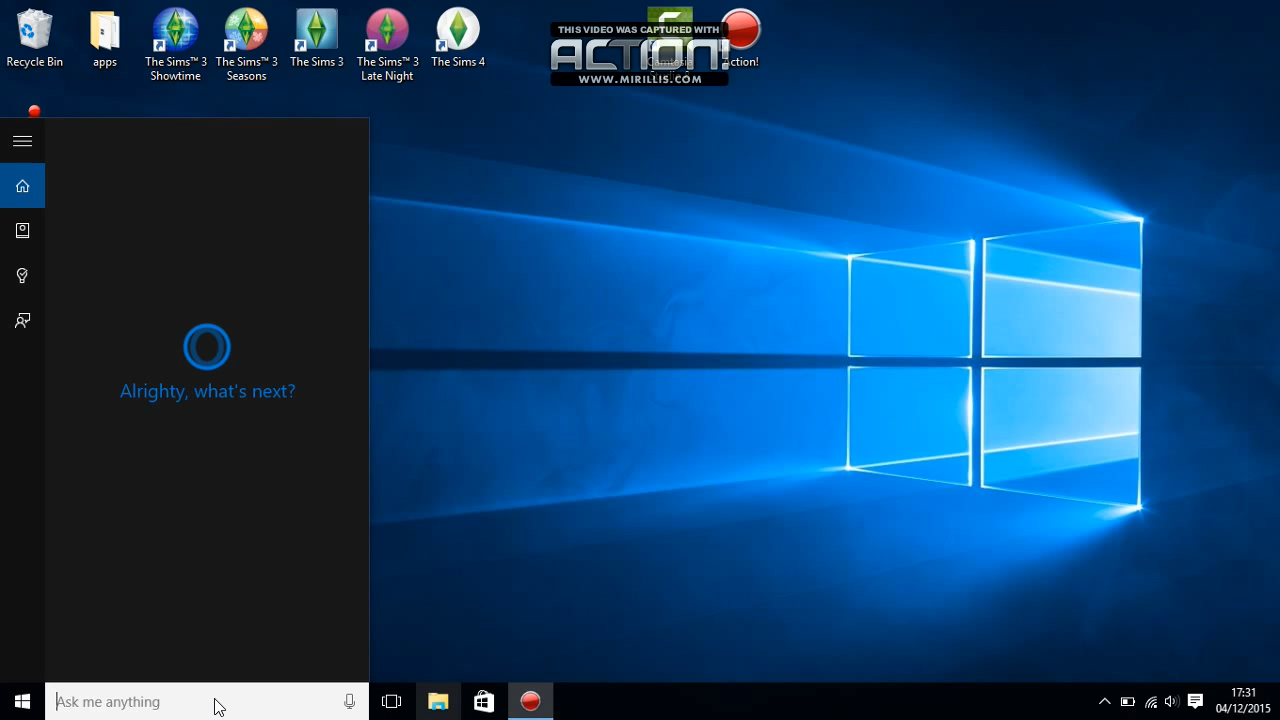 Recycle Bin
apps
The Sims™ 3
Showtime
The Sims™ 3
Seasons
The Sims 3
The Sims™ 3
Late Night
The Sims 4
THIS VIDEO WAS CAPTURED WITH
ACTION!
WWW.MIRILLIS.COM
Action!
Alrighty, what's next?
Ask me anything
17:31
04/12/2015